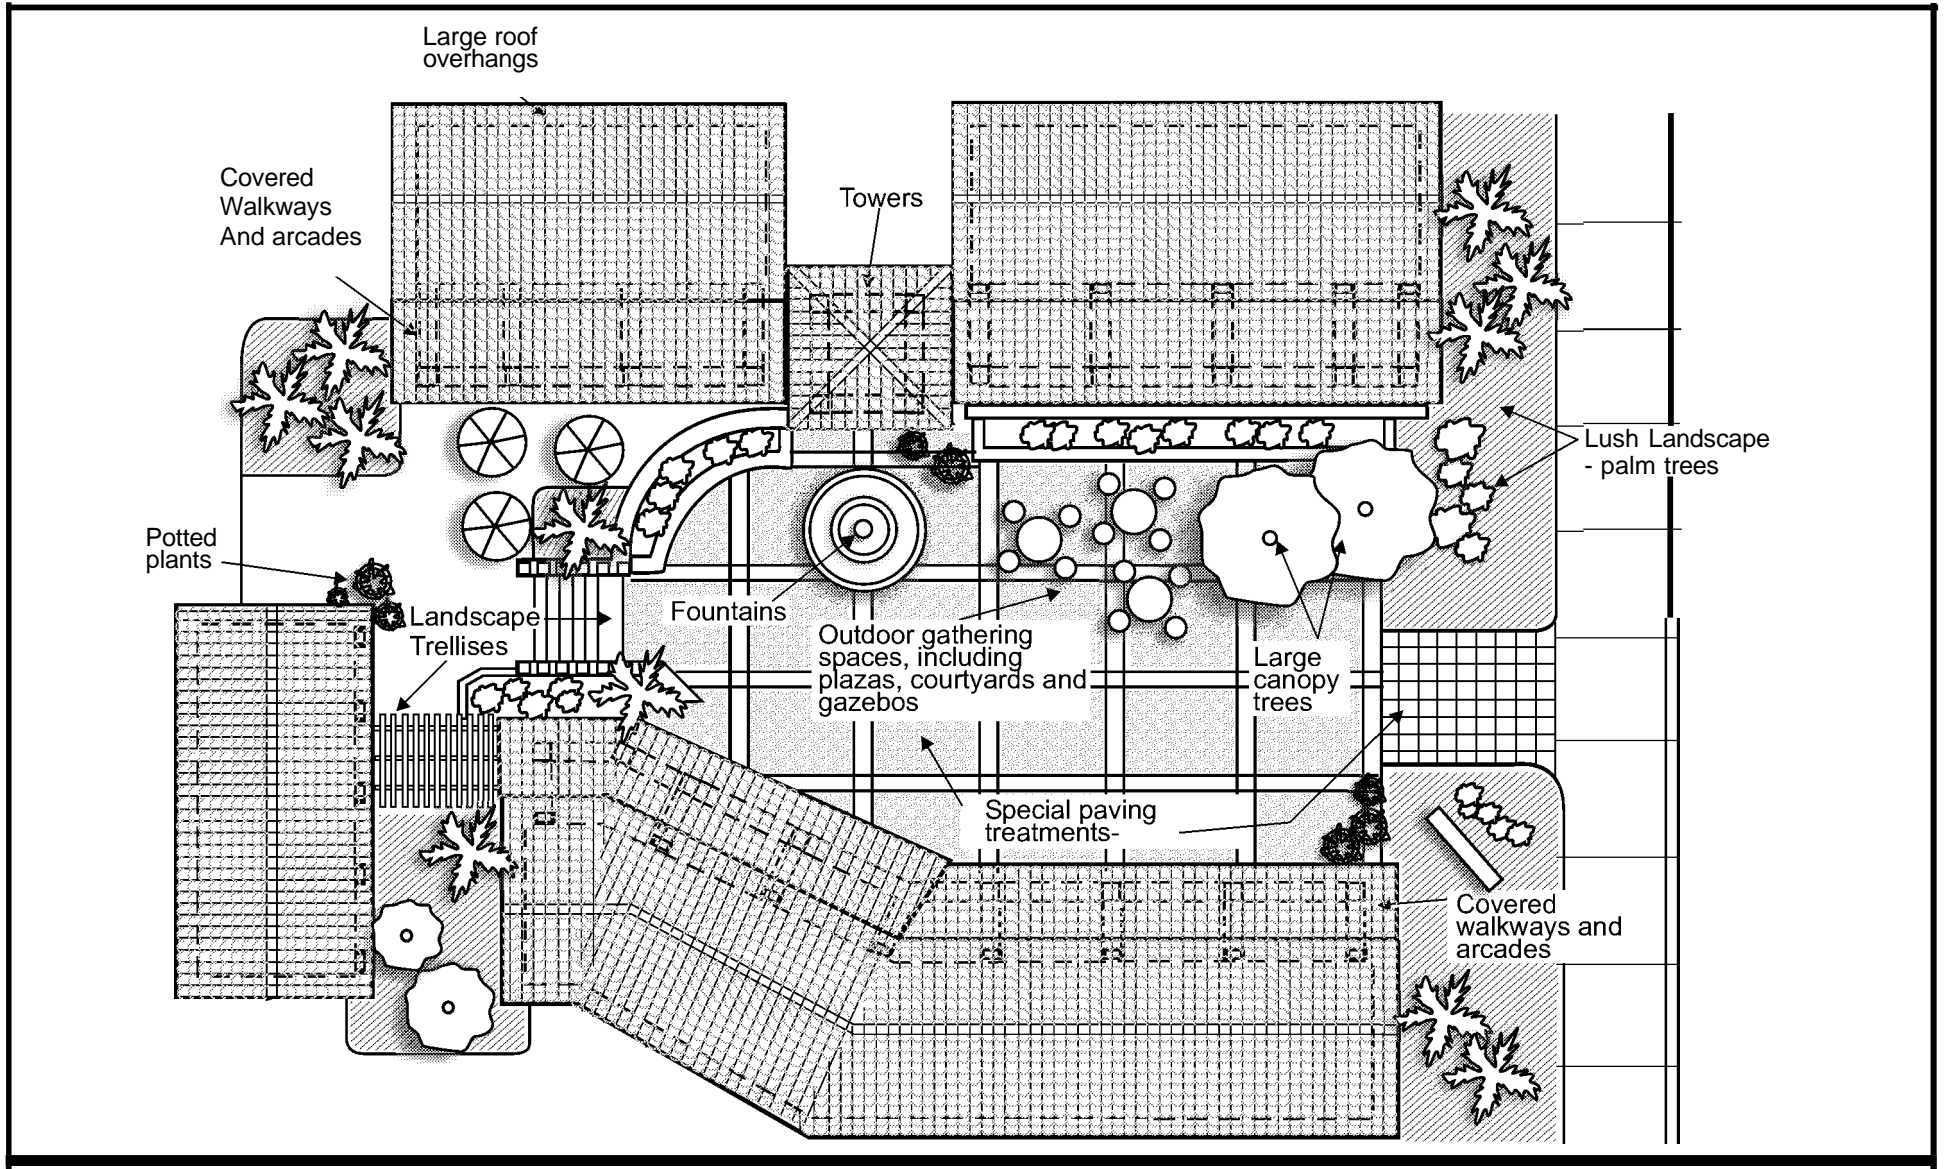 Large roof
overhangs
Covered
Walkways
And arcades
Towers
Lush Landscape
- palm trees
Potted
plants
Landscape
Trellises
Fountains
Outdoor gathering
spaces, including
plazas, courtyards and
gazebos
Large
canopy
trees
Special paving
treatments-
Covered
walkways and
arcades